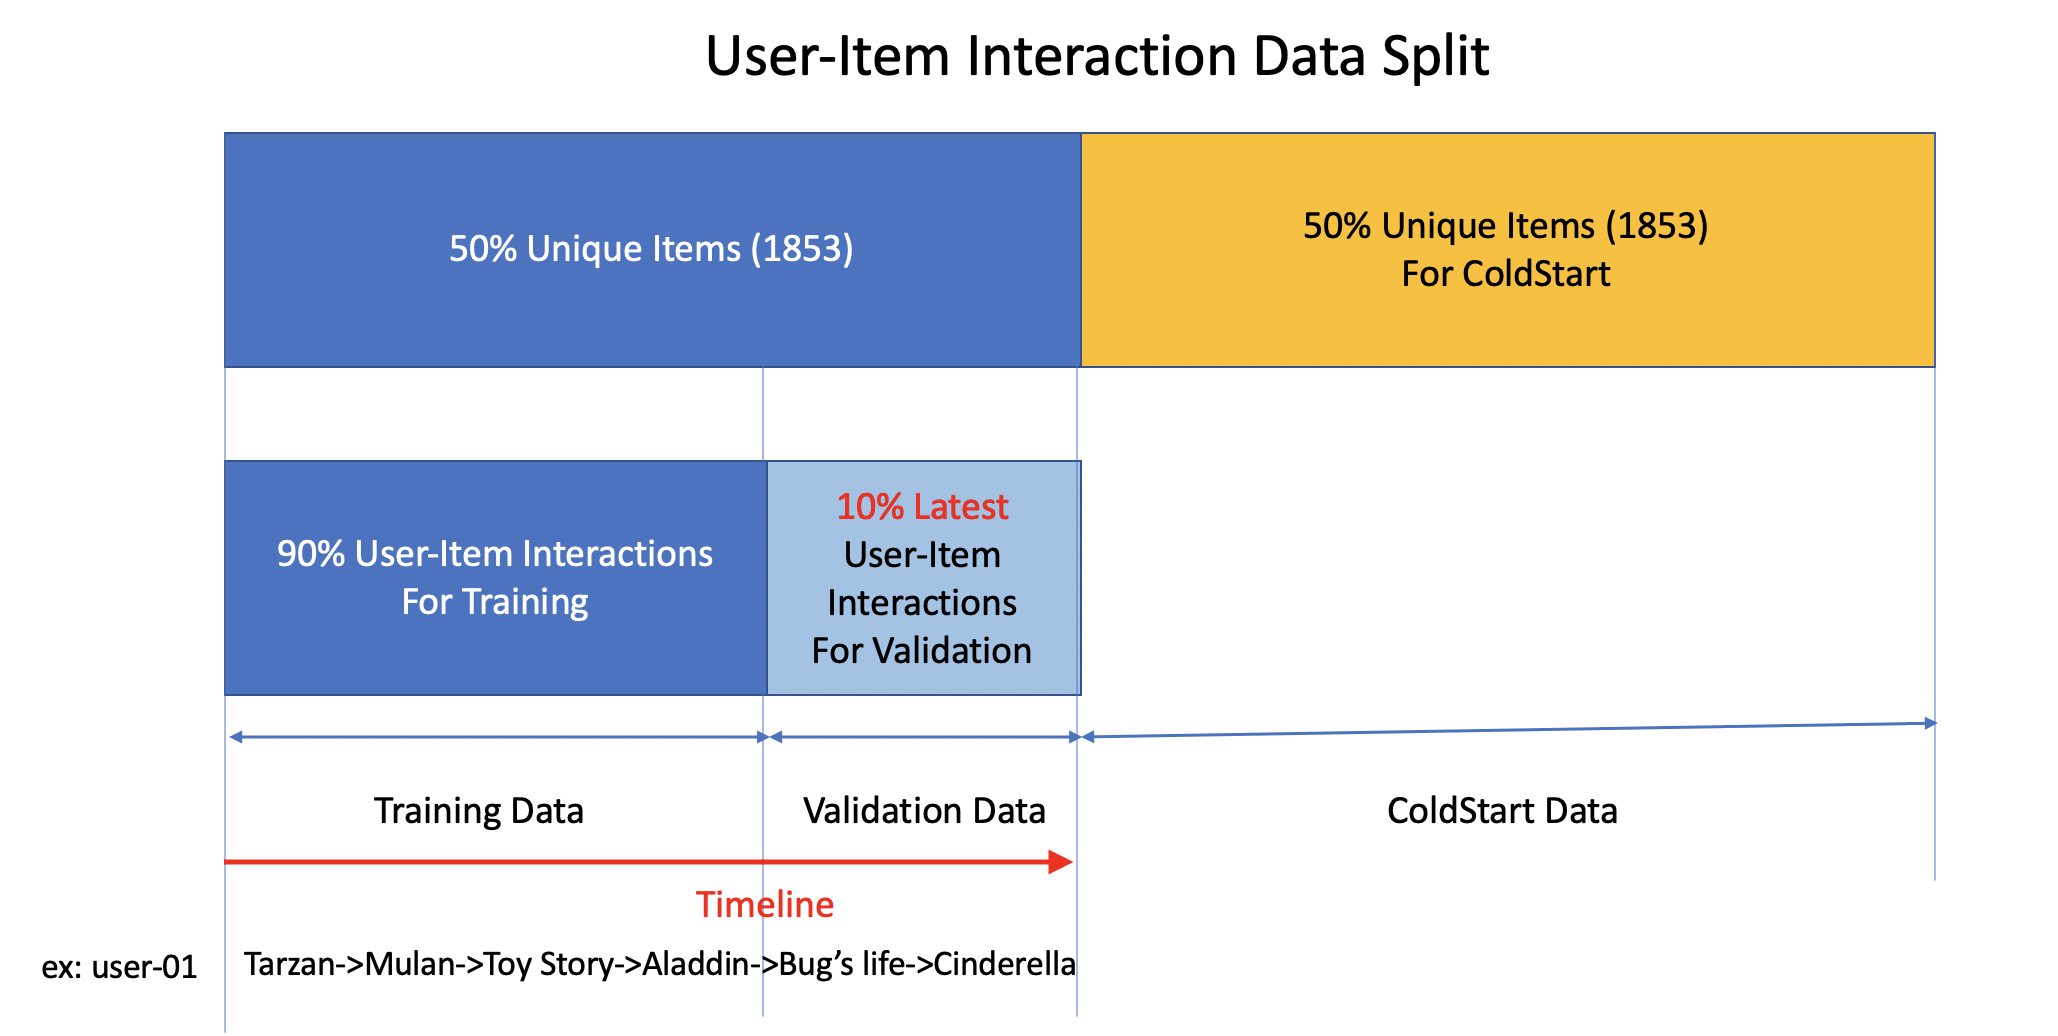 User-Item Interaction Data Split
50% Unique Items (1853)
50% Unique Items (1853)
For ColdStart
90% User-Item Interactions
For Training
10% Latest
User-Item
Interactions
For Validation
Training Data
Validation Data
ColdStart Data
Timeline
ex: user-01
Tarzan->Mulan->Toy Story->Aladdin->Bug’s life->Cinderella